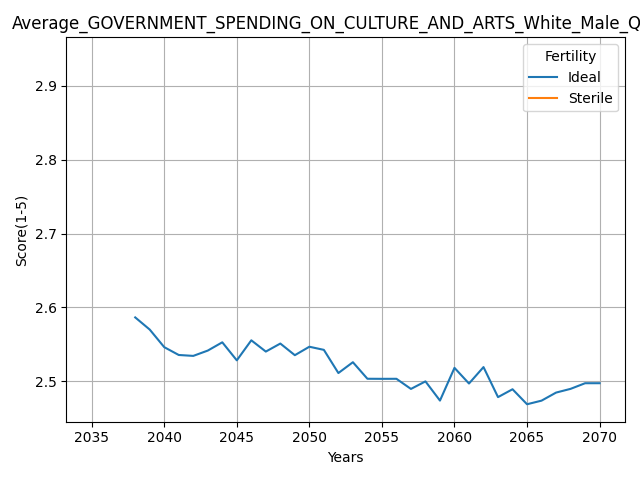 Average_GOVERNMENT_SPENDING_ON_CULTURE_AND_ARTS_White_Male_Q
Fertility
Ideal
Sterile
2.9
2.8
2.7
2.6
2.5
Score(1-5)
2035 2040 2045 2050 2055 2060 2065 2070
Years